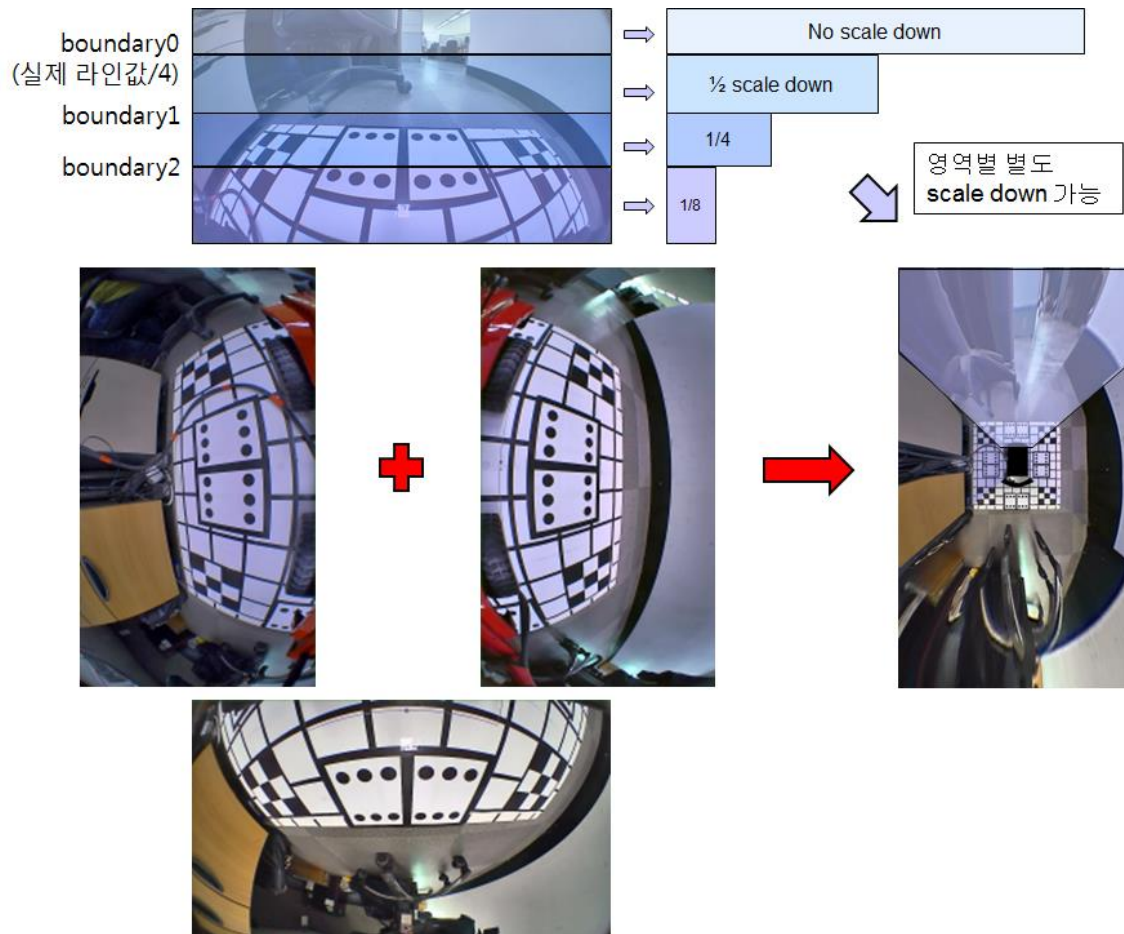 boundary0
(실제 라인값/4)
boundary1
boundary2
No scale down
½ scale down
1/4
1/8
영역별 별도
scale down 가능